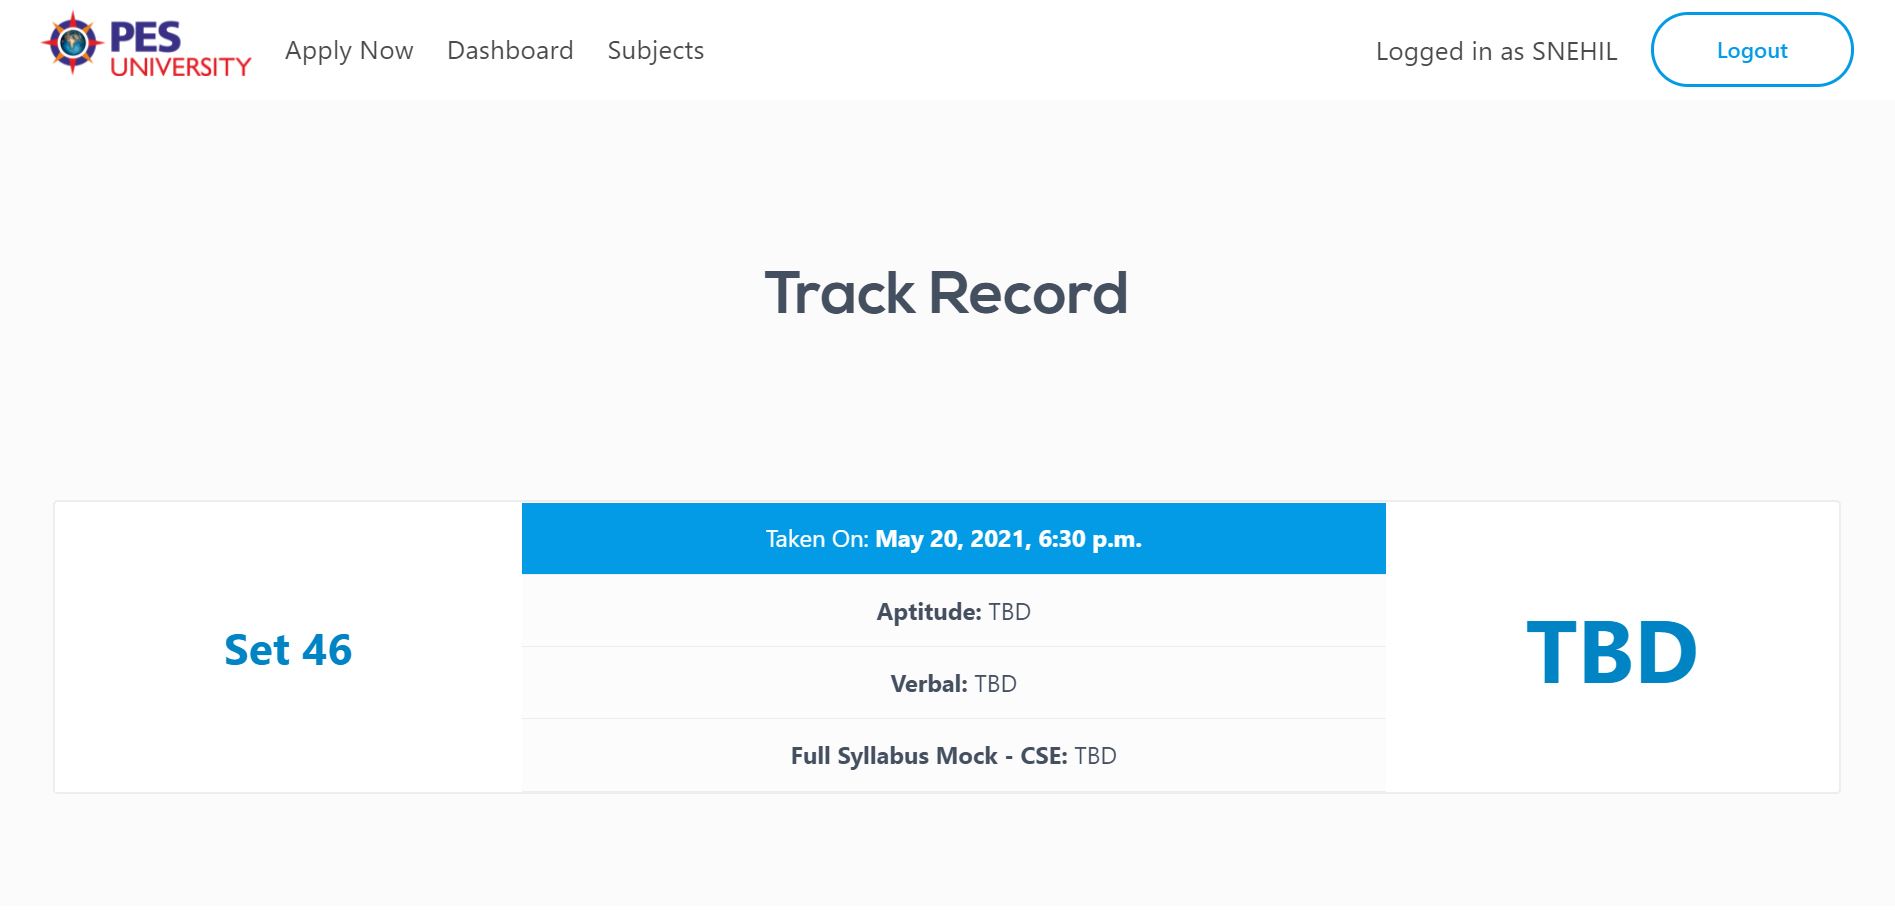 PES
UNIVERSITY
Apply Now Dashboard Subjects
Logged in as SNEHIL Logout
Track Record
Set 46
Taken On: May 20, 2021, 6:30 p.m.
Aptitude: TBD
Verbal: TBD
Full Syllabus Mock - CSE: TBD
TBD